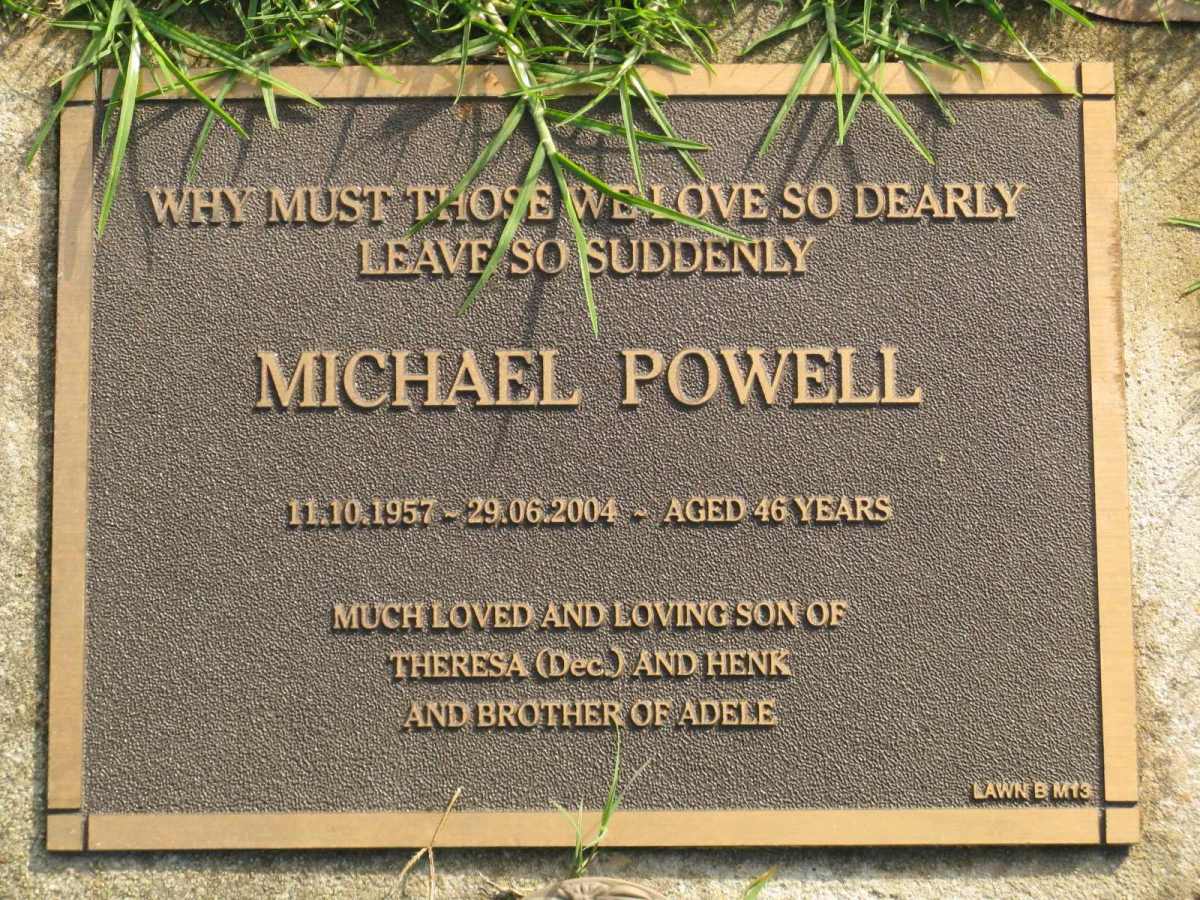 WHY MUST THOSE WE LOVE SO DEARLY
LEAVE SO SUDDENLY
MICHAEL POWELL
11.10.1957 ~ 29.06.2004 ~ AGED 46 YEARS
MUCH LOVED AND LOVING SON OF
THERESA (Dec.) AND HENK
AND BROTHER OF ADELE
LAWN B M13